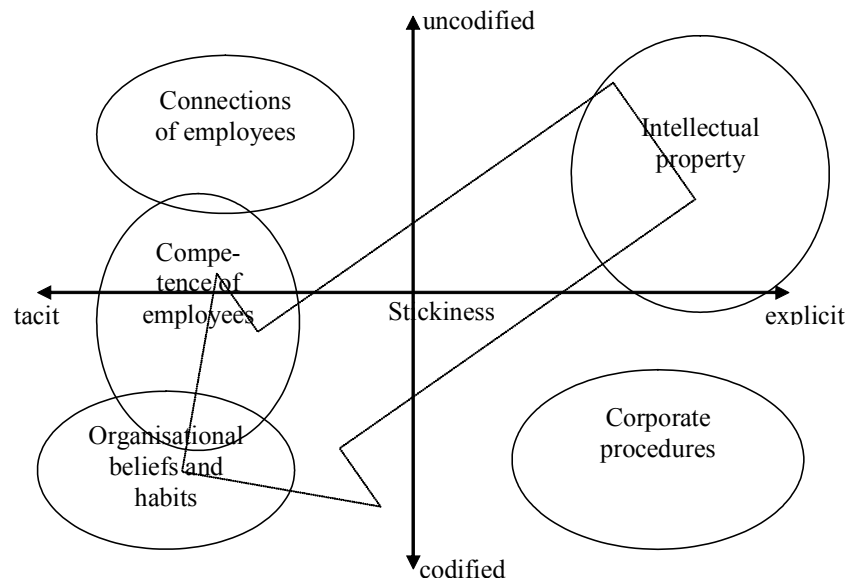 uncodified
Connections
of employees
Intellectual
property
Compe-
tence of
employees
tacit
Stickiness
explicit
Organisational
beliefs and
habits
Corporate
procedures
codified